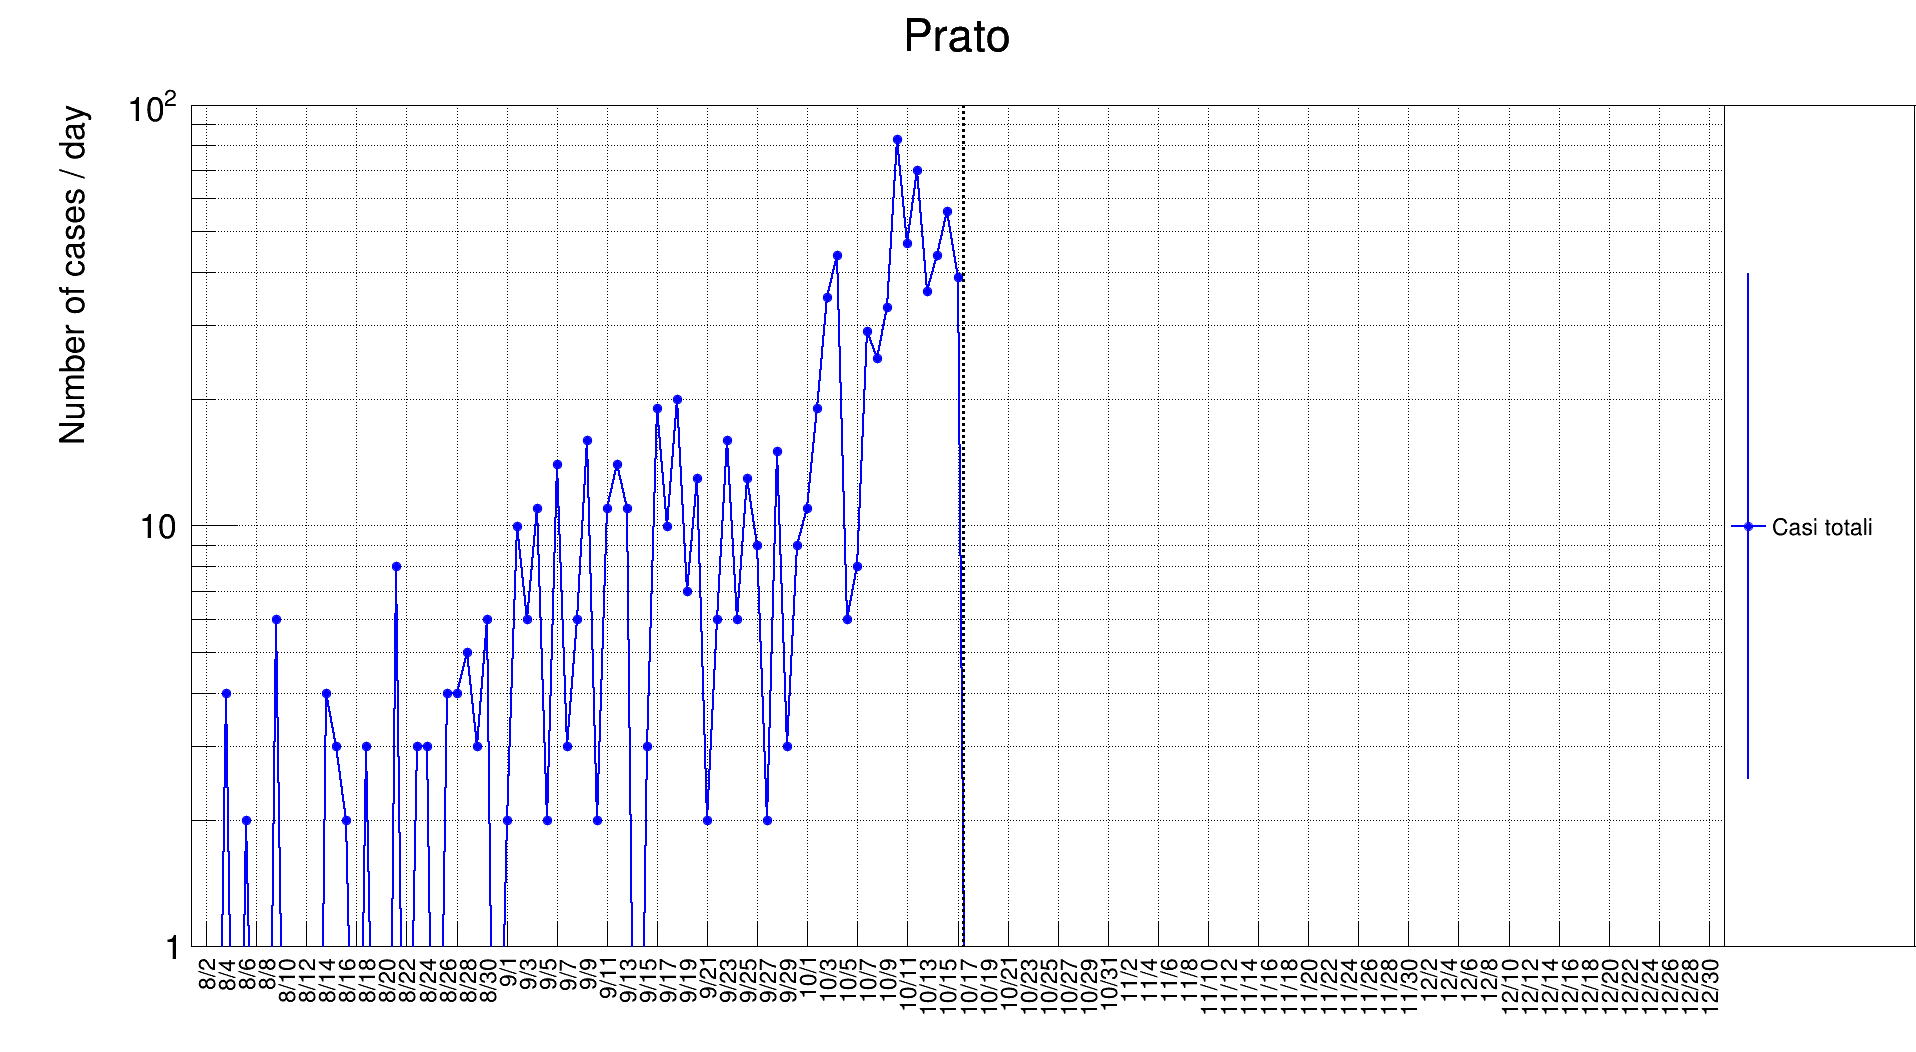 Prato
Number of cases / day
10²
10
1
8/2 8/4 8/6 8/8 8/10 8/12 8/14 8/16 8/18 8/20 8/22 8/24 8/26 8/28 8/30 9/1 9/3 9/5 9/7 9/9 9/11 9/13 9/15 9/17 9/19 9/21 9/23 9/25 9/27 9/29 10/1 10/3 10/5 10/7 10/9 10/11 10/13 10/15 10/17 10/19 10/21 10/23 10/25 10/27 10/29 10/31 11/2 11/4 11/6 11/8 11/10 11/12 11/14 11/16 11/18 11/20 11/22 11/24 11/26 11/28 11/30 12/2 12/4 12/6 12/8 12/10 12/12 12/14 12/16 12/18 12/20 12/22 12/24 12/26 12/28 12/30
Casi totali